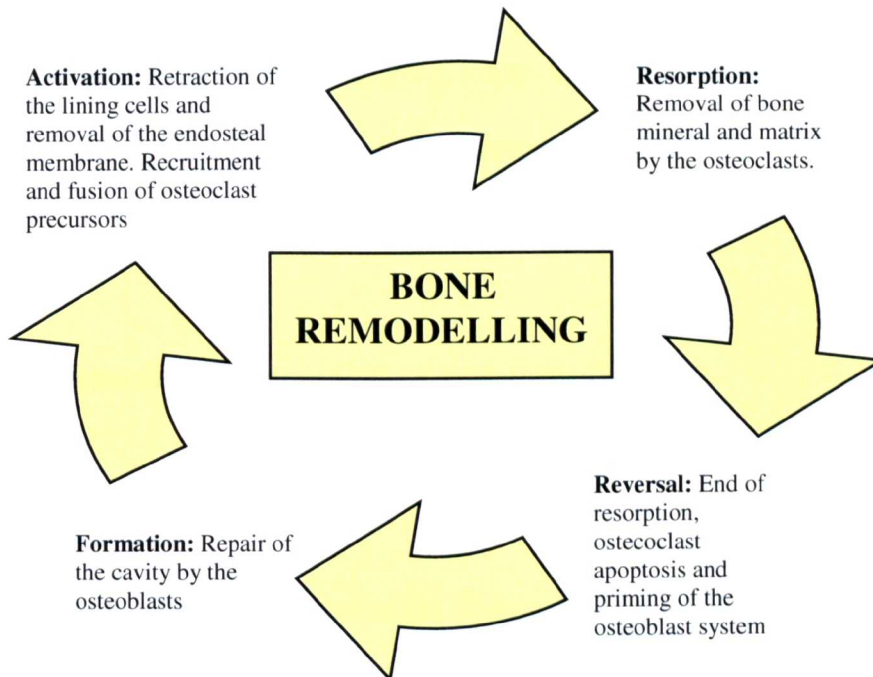 Activation: Retraction of
the lining cells and
removal of the endosteal
membrane. Recruitment
and fusion of osteoclast
precursors
Resorption:
Removal of bone
mineral and matrix
by the osteoclasts.
BONE
REMODELLING
Reversal: End of
resorption,
ostecoclast
apoptosis and
priming of the
osteoblast system
Formation: Repair of
the cavity by the
osteoblasts